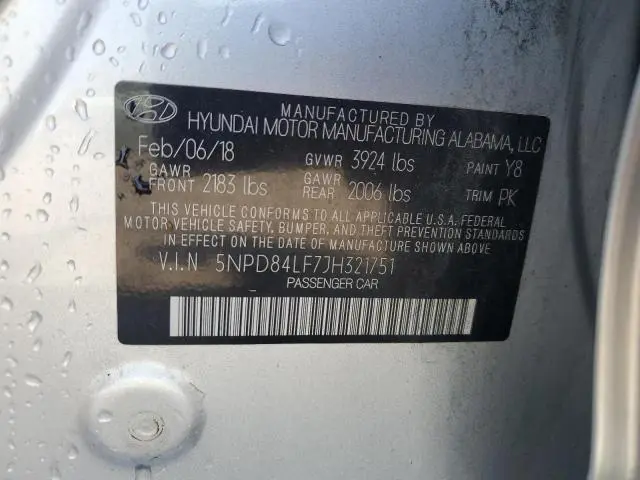 MANUFACTURED BY
HYUNDAI MOTOR MANUFACTURING ALABAMA, LLC
Feb/06/18 GVWR 3924 lbs PAINT Y8
GAWR FRONT 2183 lbs GAWR REAR 2006 lbs TRIM PK
THIS VEHICLE CONFORMS TO ALL APPLICABLE U.S.A. FEDERAL
MOTOR VEHICLE SAFETY, BUMPER, AND THEFT PREVENTION STANDARDS
IN EFFECT ON THE DATE OF MANUFACTURE SHOWN ABOVE
V.I.N 5NPD84LF7JH321751
PASSENGER CAR